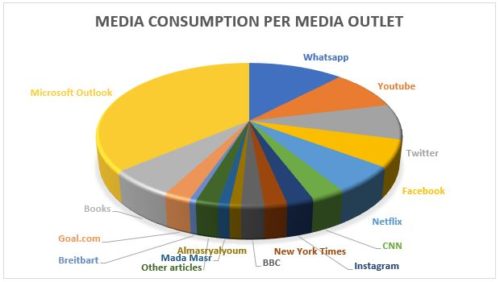 MEDIA CONSUMPTION PER MEDIA OUTLET
Whatsapp
Youtube
Twitter
Facebook
Netflix
CNN
Instagram
New York Times
BBC
Almasryalyoum
Mada Masr
Other articles
Breitbart
Goal.com
Books
Microsoft Outlook